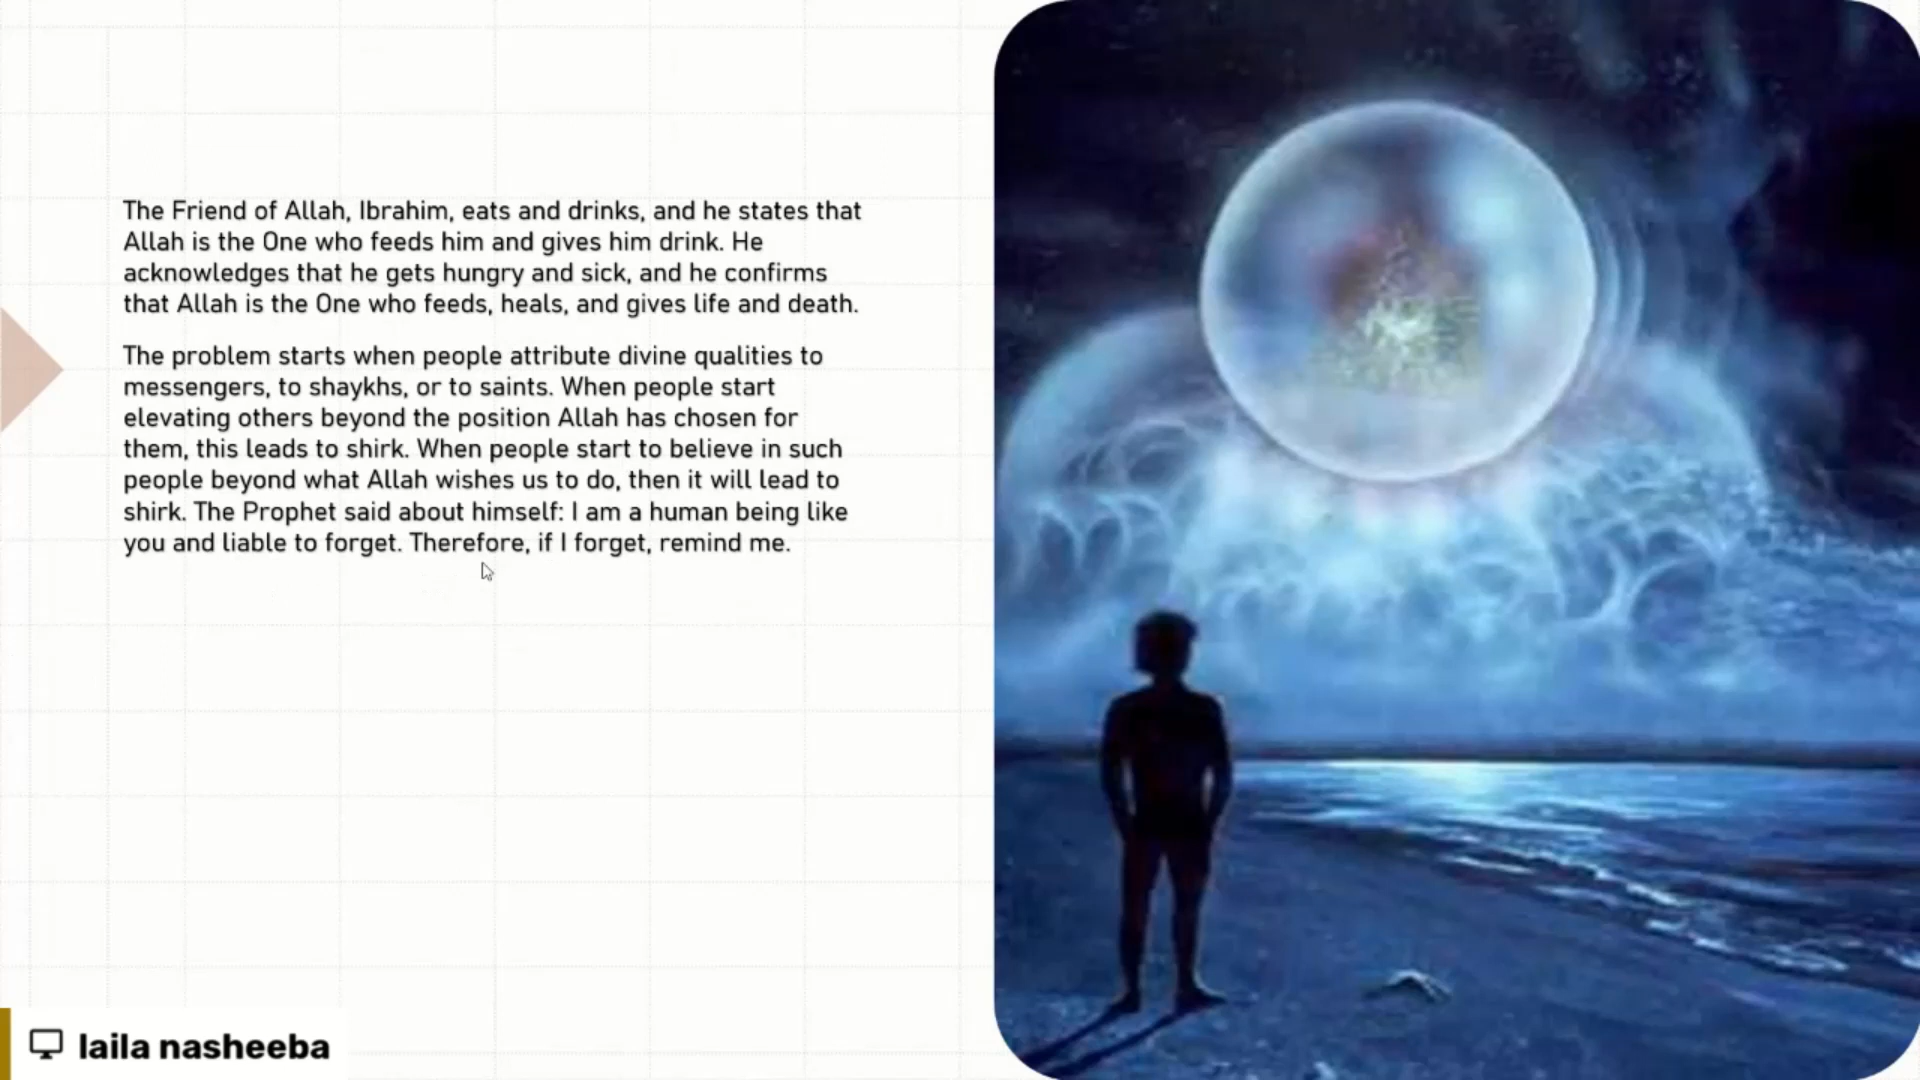 The Friend of Allah, Ibrahim, eats and drinks, and he states that
Allah is the One who feeds him and gives him drink. He
acknowledges that he gets hungry and sick, and he confirms
that Allah is the One who feeds, heals, and gives life and death.
The problem starts when people attribute divine qualities to
messengers, to shaykhs, or to saints. When people start
elevating others beyond the position Allah has chosen for
them, this leads to shirk. When people start to believe in such
people beyond what Allah wishes us to do, then it will lead to
shirk. The Prophet said about himself: I am a human being like
you and liable to forget. Therefore, if I forget, remind me.
laila nasheeba